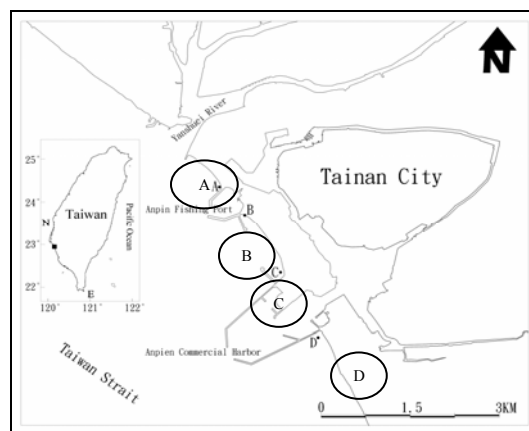 N
Yanshuei River
25
24
23
22
Taiwan
Pacific Ocean
N
E
120
121
122
A
A
Tainan City
Anpin Fishing Port
B
B
C
C
Anpien Commercial Harbor
D
D
Taiwan Strait
0 1.5 3KM